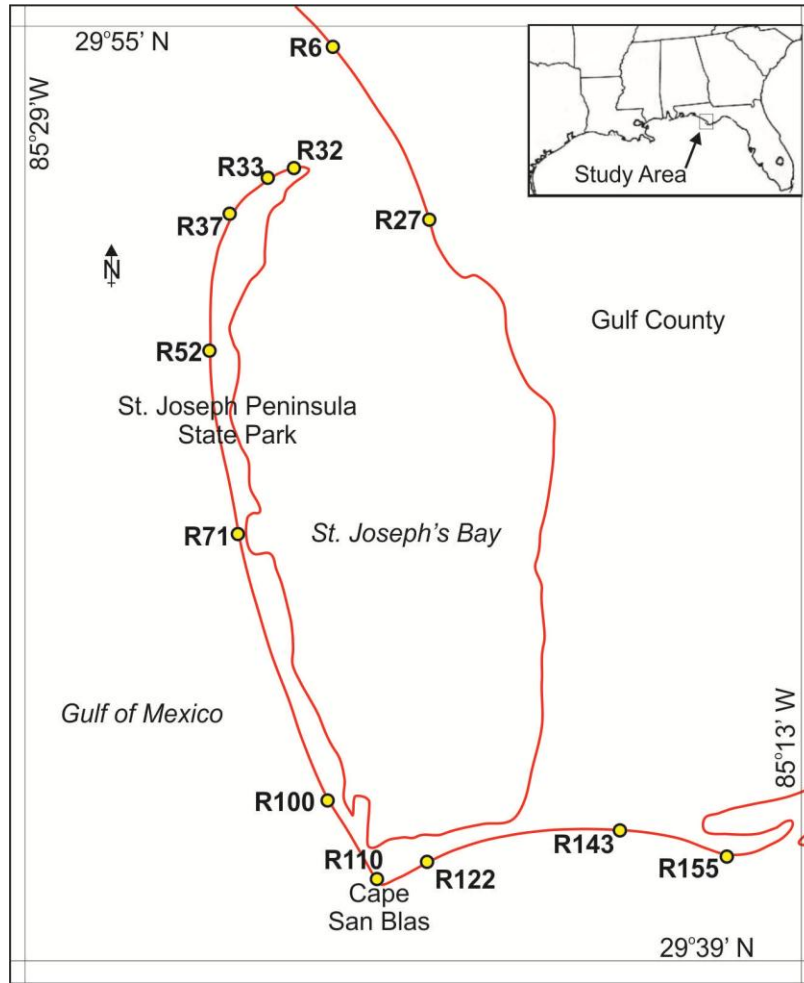 29°55' N
85°29'W
R6
Study Area
R33
R32
R37
R27
N
Gulf County
R52
St. Joseph Peninsula
State Park
R71
St. Joseph's Bay
Gulf of Mexico
85°13' W
R100
R110
R122
R143
R155
Cape
San Blas
29°39' N